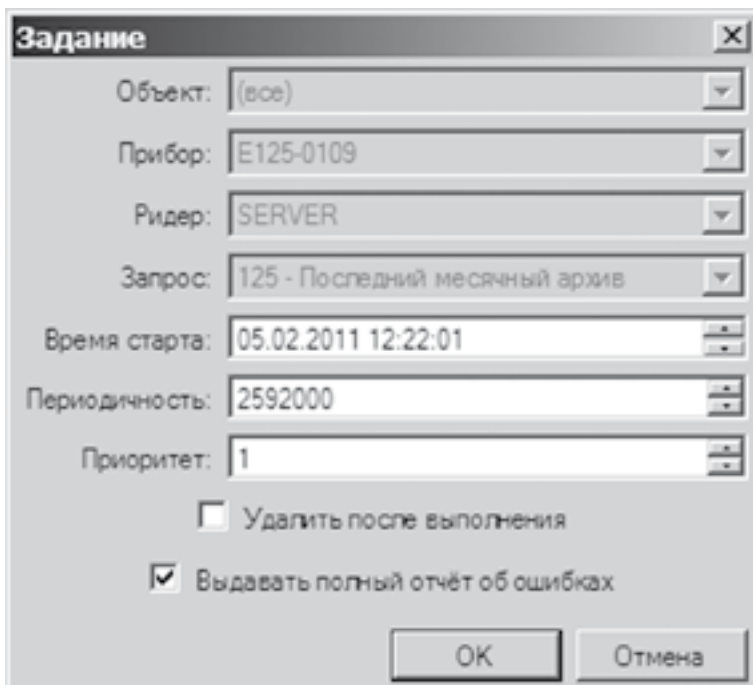 Задание
Объект: (все)
Прибор: E125-0109
Ридер: SERVER
Запрос: 125 - Последний месячный архив
Время старта: 05.02.2011 12:22:01
Периодичность: 2592000
Приоритет: 1
Удалить после выполнения
Выдавать полный отчёт об ошибках
OK Отмена